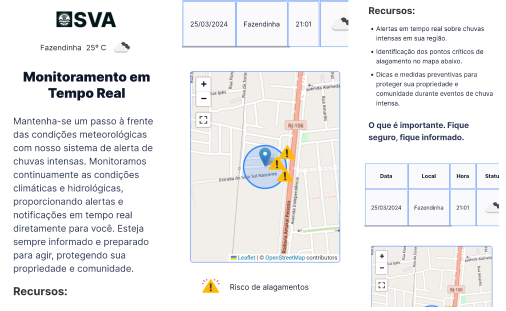 SVA
Fazendinha 25° C
Monitoramento em
Tempo Real
Mantenha-se um passo à frente
das condições meteorológicas
com nosso sistema de alerta de
chuvas intensas. Monitoramos
continuamente as condições
climáticas e hidrológicas,
proporcionando alertas e
notificações em tempo real
diretamente para você. Esteja
sempre informado e preparado
para agir, protegendo sua
propriedade e comunidade.
Recursos:
25/03/2024 Fazendinha 21:01
+
−
RJ-106
Estrada do
Avenida Independência
Leaflet | © OpenStreetMap contributors
Risco de alagamentos
Recursos:
• Alertas em tempo real sobre chuvas
intensas em sua região.
• Identificação dos pontos críticos de
alagamento no mapa abaixo.
• Dicas e medidas preventivas para
proteger sua propriedade e
comunidade durante eventos de chuva
intensa.
O que é importante. Fique
seguro, fique informado.
Data Local Hora Statu
25/03/2024 Fazendinha 21:01
+
−
RJ-106